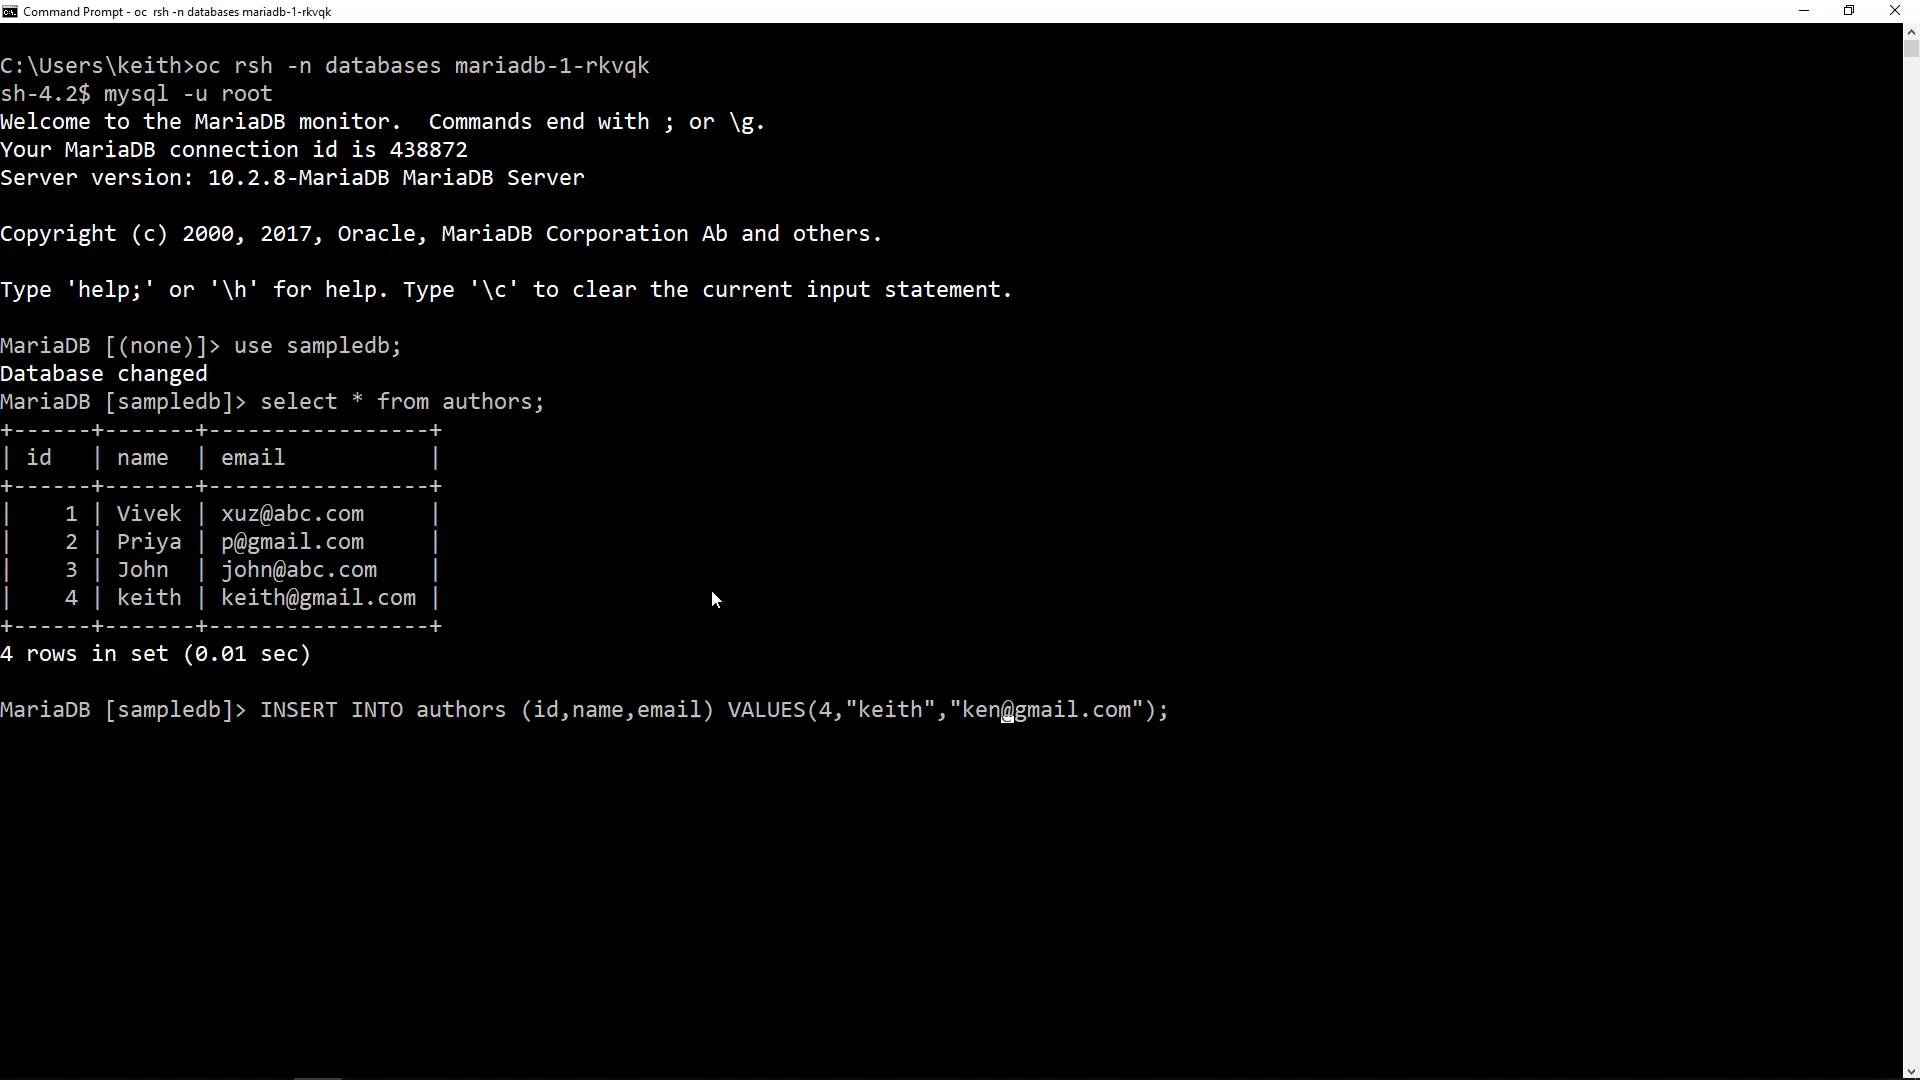 Command Prompt - oc rsh -n databases mariadb-1-rkvqk
C:\Users\keith>oc rsh -n databases mariadb-1-rkvqk
sh-4.2$ mysql -u root
Welcome to the MariaDB monitor.  Commands end with ; or \g.
Your MariaDB connection id is 438872
Server version: 10.2.8-MariaDB MariaDB Server
Copyright (c) 2000, 2017, Oracle, MariaDB Corporation Ab and others.
Type 'help;' or '\h' for help. Type '\c' to clear the current input statement.
MariaDB [(none)]> use sampledb;
Database changed
MariaDB [sampledb]> select * from authors;
+------+-------+-----------------+
| id   | name  | email           |
+------+-------+-----------------+
|    1 | Vivek | xuz@abc.com     |
|    2 | Priya | p@gmail.com     |
|    3 | John  | john@abc.com    |
|    4 | keith | keith@gmail.com |
+------+-------+-----------------+
4 rows in set (0.01 sec)
MariaDB [sampledb]> INSERT INTO authors (id,name,email) VALUES(4,"keith","ken@gmail.com");